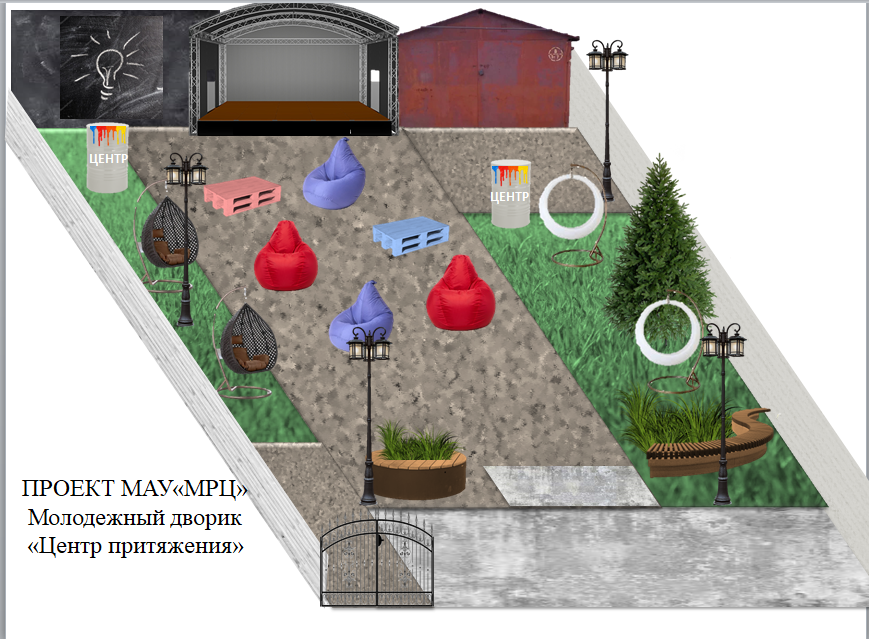 ЦЕНТР
ЦЕНТР
ПРОЕКТ МАУ«МРЦ»
Молодежный дворик
«Центр притяжения»